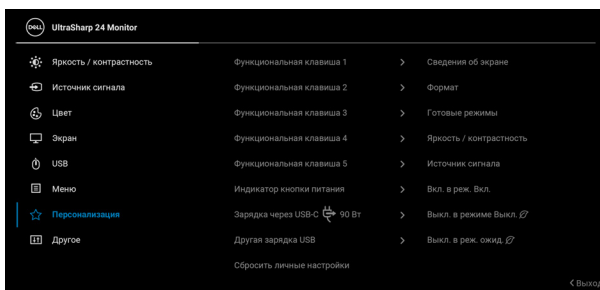 DELL UltraSharp 24 Monitor
Яркость / контрастность Функциональная клавиша 1 > Сведения об экране
Источник сигнала Функциональная клавиша 2 > Формат
Цвет Функциональная клавиша 3 > Готовые режимы
Экран Функциональная клавиша 4 > Яркость / контрастность
USB Функциональная клавиша 5 > Источник сигнала
Меню Индикатор кнопки питания > Вкл. в реж. Вкл.
Персонализация Зарядка через USB-C 90 Вт > Выкл. в режиме Выкл.
Другое Другая зарядка USB > Выкл. в реж. ожид.
Сбросить личные настройки
< Выход